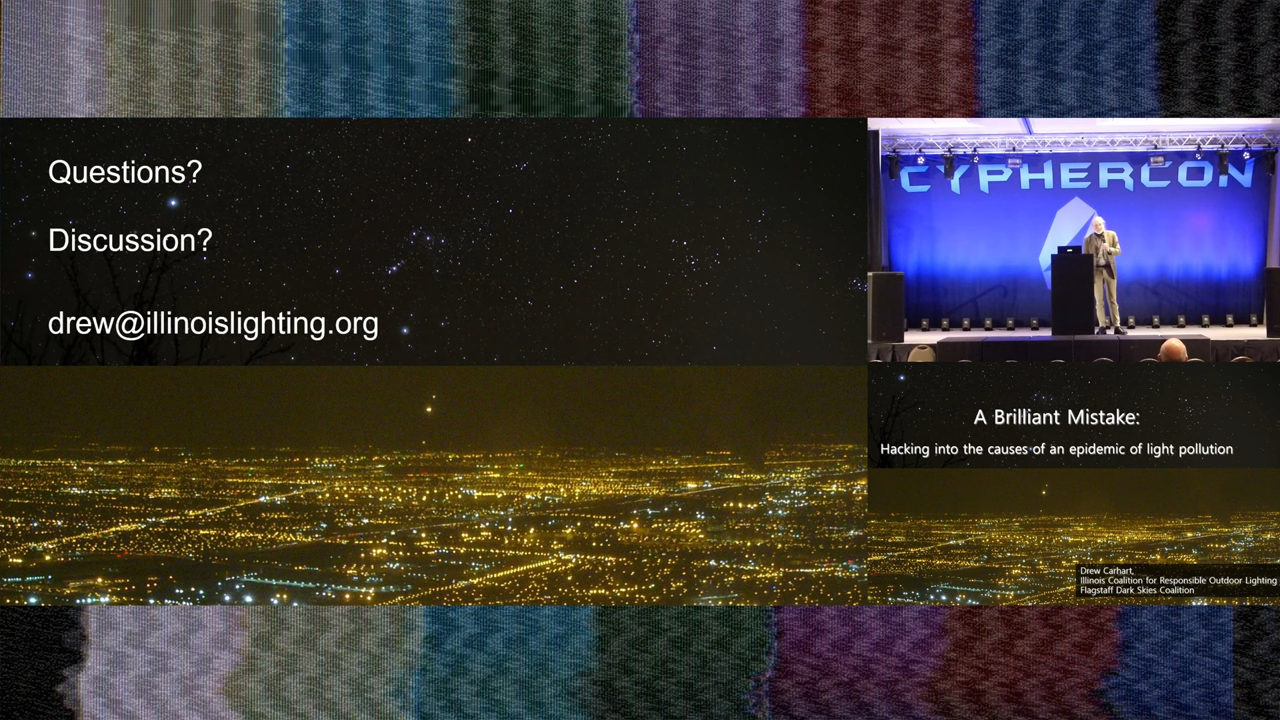 Questions?
Discussion?
drew@illinoislighting.org
CYPHERCON
A Brilliant Mistake:
Hacking into the causes of an epidemic of light pollution
Drew Carhart,
Illinois Coalition for Responsible Outdoor Lighting
Flagstaff Dark Skies Coalition